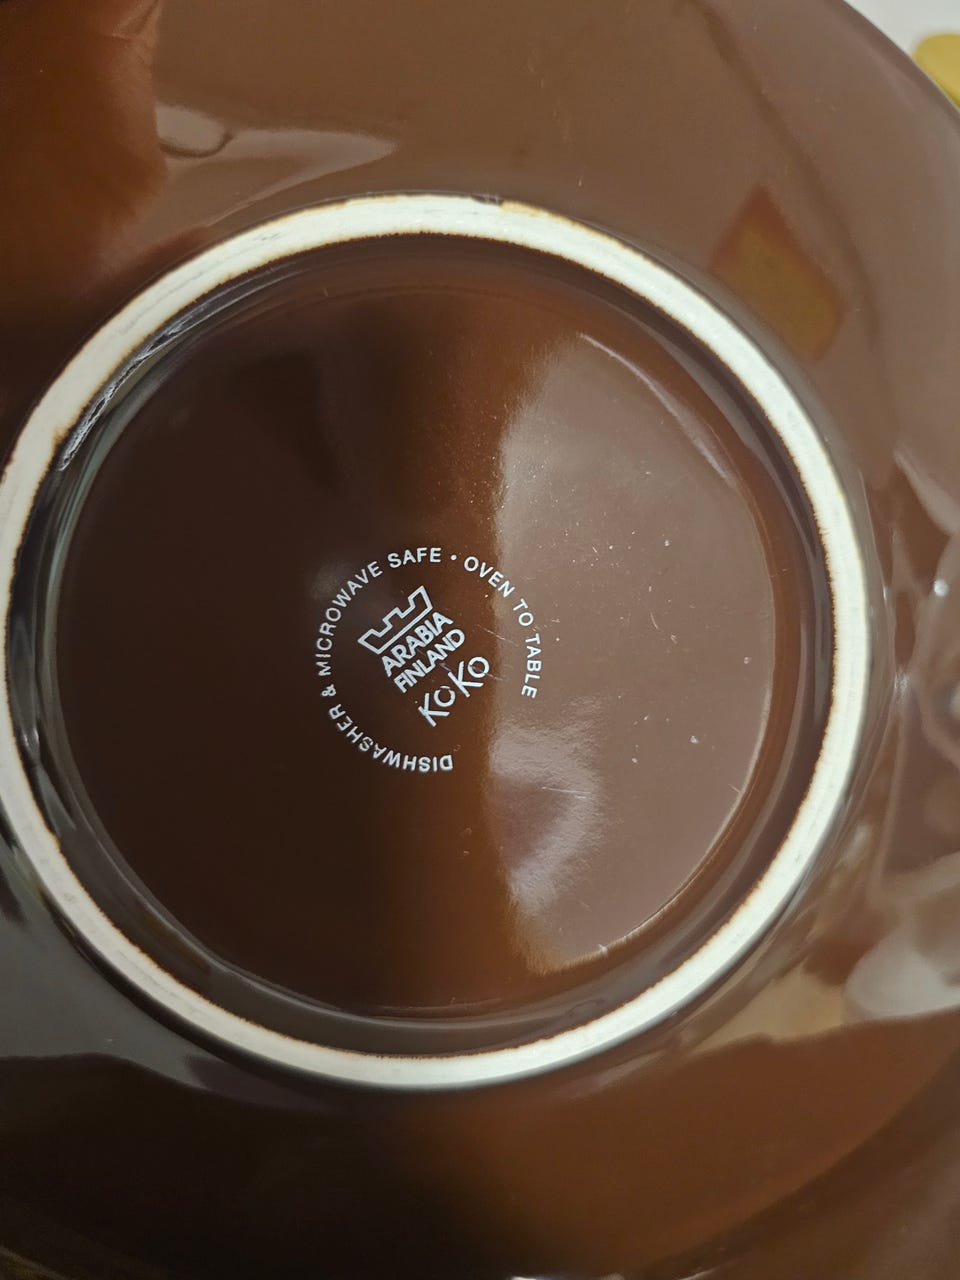 DISHWASHER & MICROWAVE SAFE · OVEN TO TABLE
ARABIA
FINLAND
KoKo